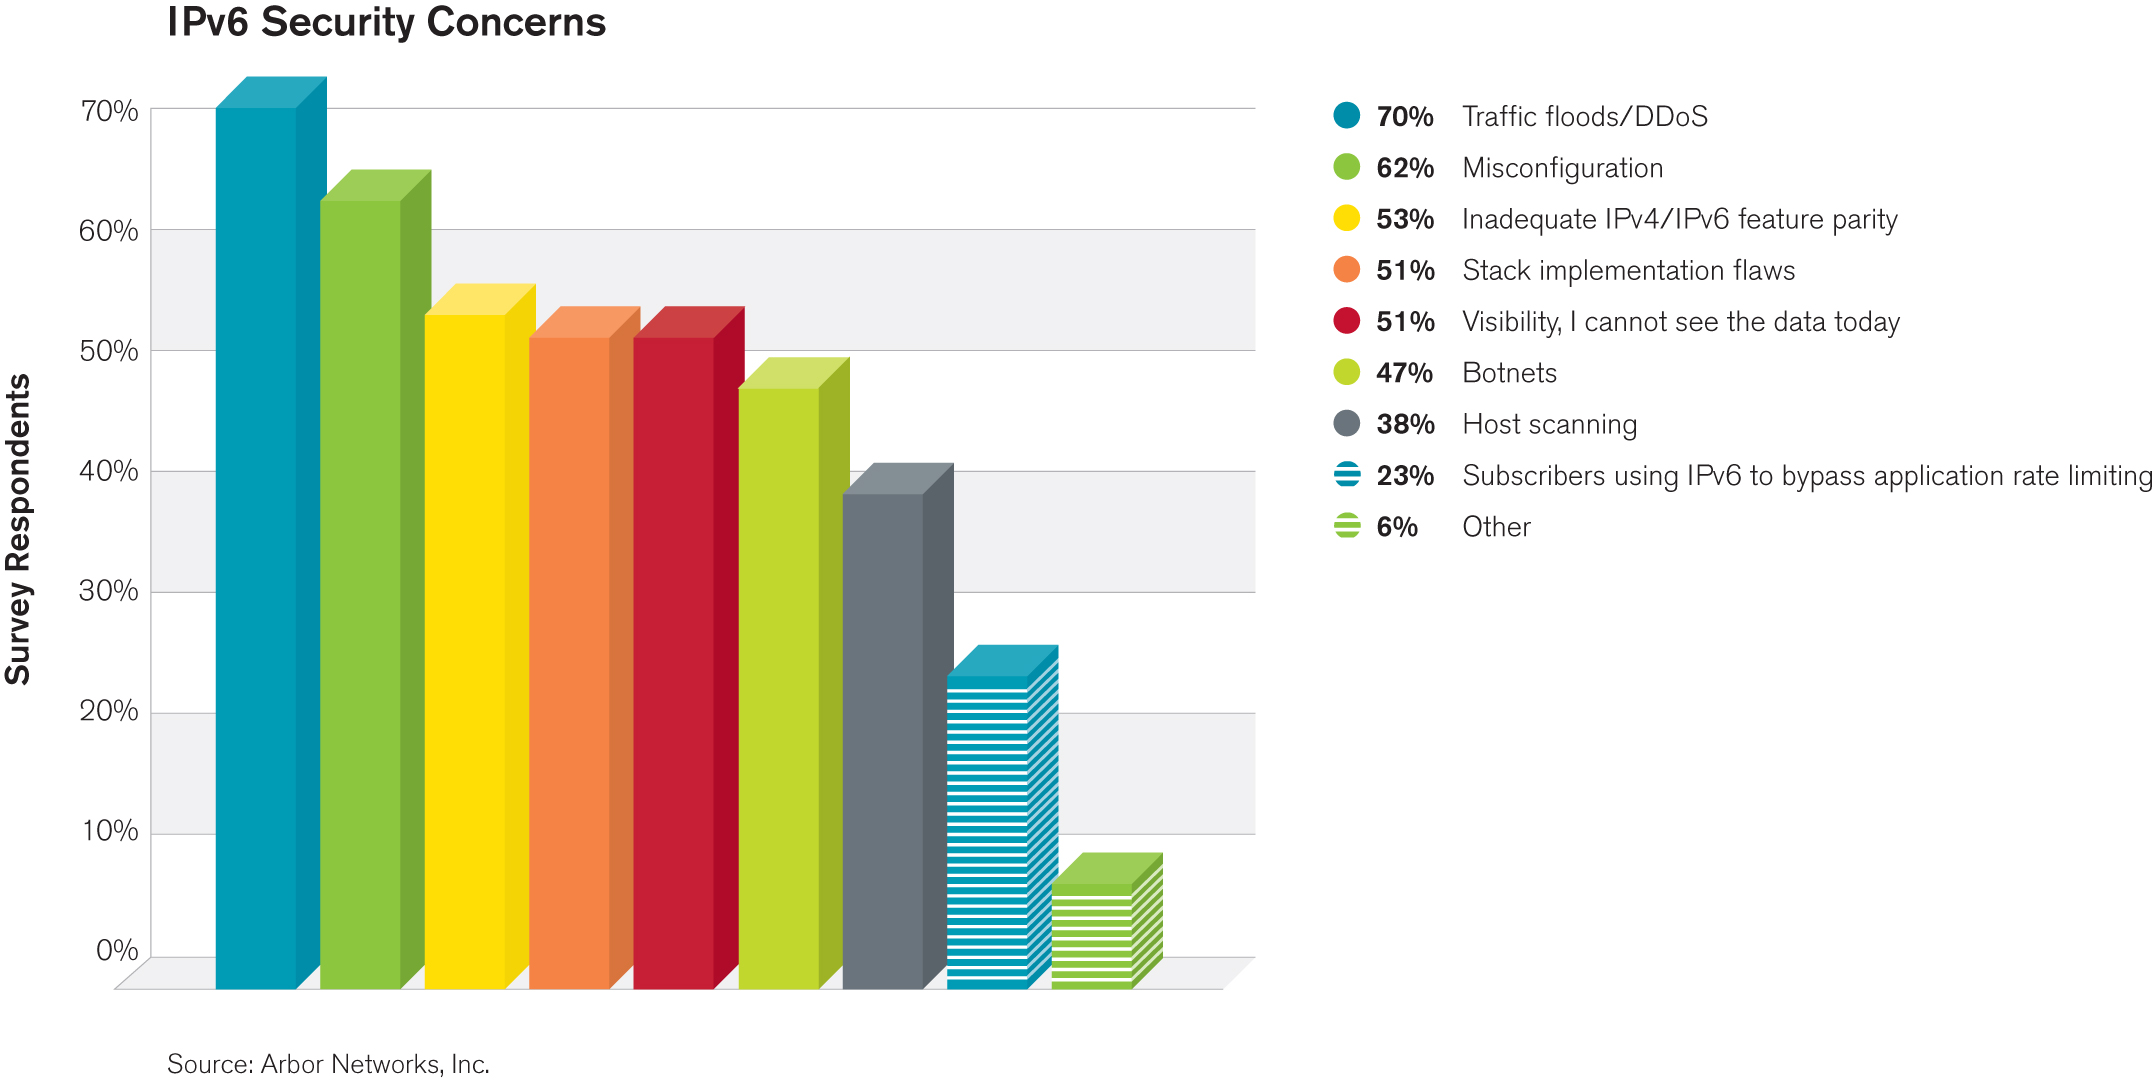 IPv6 Security Concerns
Survey Respondents
70%
60%
50%
40%
30%
20%
10%
0%
70% Traffic floods/DDoS
62% Misconfiguration
53% Inadequate IPv4/IPv6 feature parity
51% Stack implementation flaws
51% Visibility, I cannot see the data today
47% Botnets
38% Host scanning
23% Subscribers using IPv6 to bypass application rate limiting
6% Other
Source: Arbor Networks, Inc.